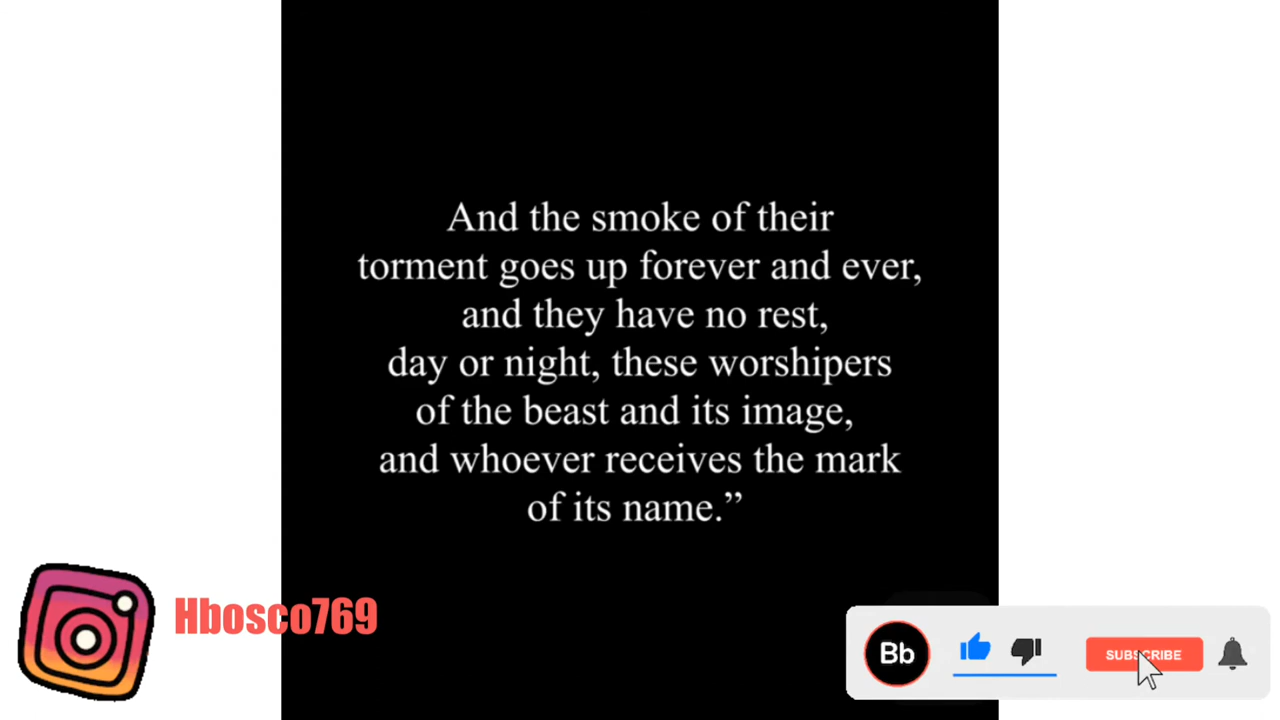 And the smoke of their
torment goes up forever and ever,
and they have no rest,
day or night, these worshipers
of the beast and its image,
and whoever receives the mark
of its name.”
Hbosco769
Bb
SUBSCRIBE